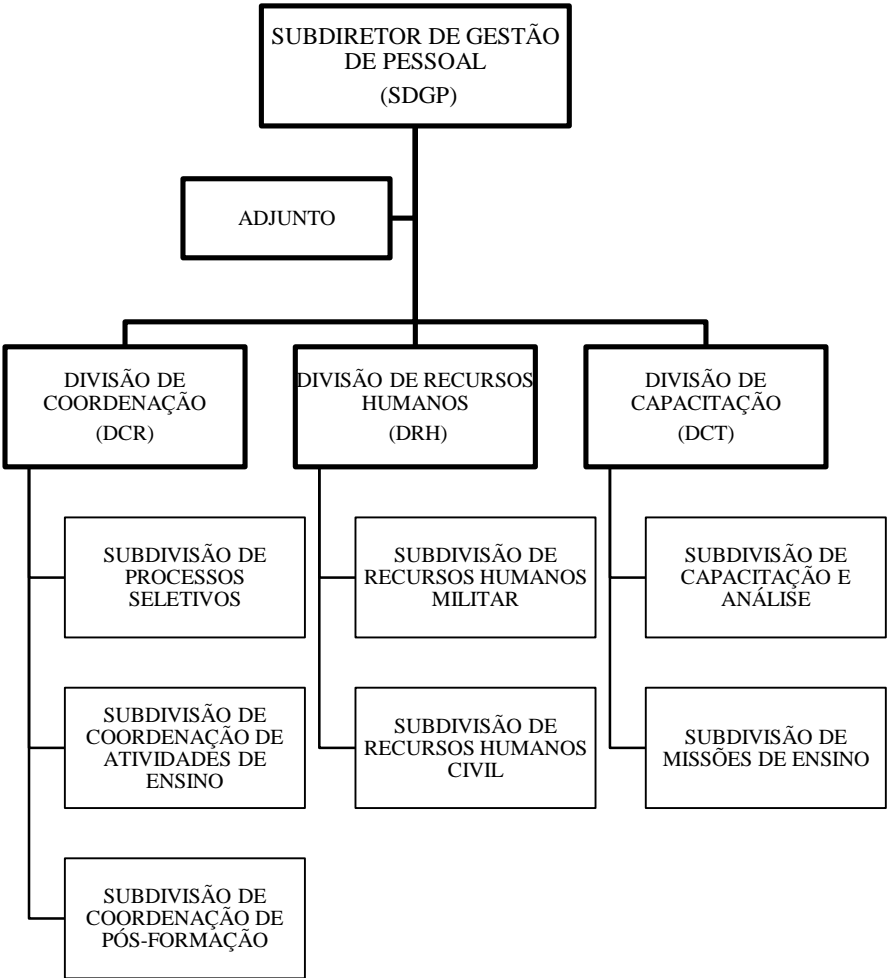 SUBDIRETOR DE GESTÃO
DE PESSOAL
(SDGP)
ADJUNTO
DIVISÃO DE
COORDENAÇÃO
(DCR)
DIVISÃO DE RECURSOS
HUMANOS
(DRH)
DIVISÃO DE
CAPACITAÇÃO
(DCT)
SUBDIVISÃO DE
PROCESSOS
SELETIVOS
SUBDIVISÃO DE
RECURSOS HUMANOS
MILITAR
SUBDIVISÃO DE
CAPACITAÇÃO E
ANÁLISE
SUBDIVISÃO DE
COORDENAÇÃO DE
ATIVIDADES DE
ENSINO
SUBDIVISÃO DE
RECURSOS HUMANOS
CIVIL
SUBDIVISÃO DE
MISSÕES DE ENSINO
SUBDIVISÃO DE
COORDENAÇÃO DE
PÓS-FORMAÇÃO